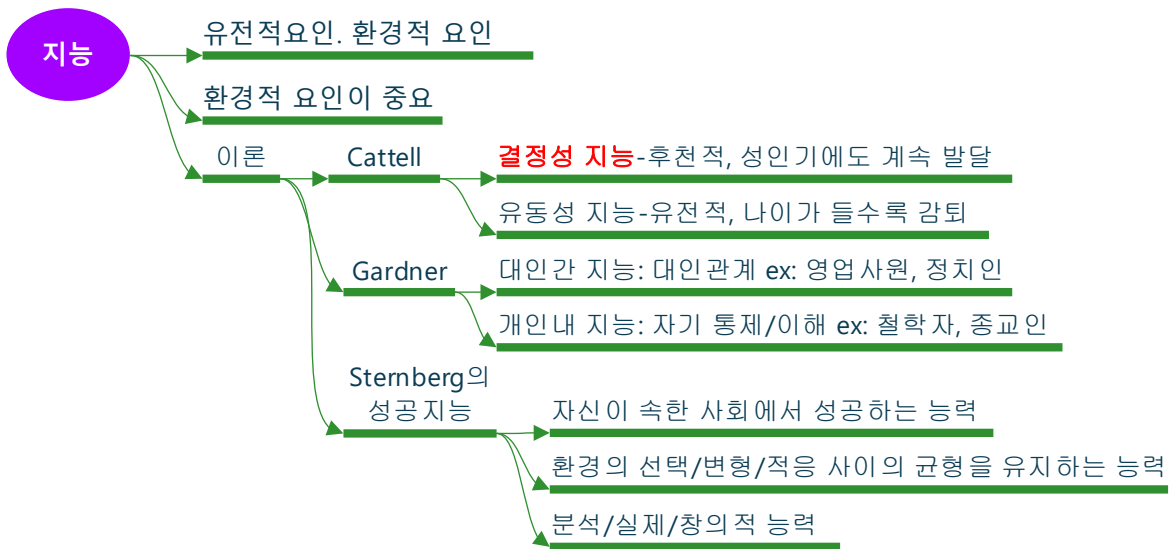 지능
유전적요인. 환경적 요인
환경적 요인이 중요
이론
Cattell
결정성 지능-후천적, 성인기에도 계속 발달
유동성 지능-유전적, 나이가 들수록 감퇴
Gardner
대인간 지능: 대인관계 ex: 영업사원, 정치인
개인내 지능: 자기 통제/이해 ex: 철학자, 종교인
Sternberg의
성공지능
자신이 속한 사회에서 성공하는 능력
환경의 선택/변형/적응 사이의 균형을 유지하는 능력
분석/실제/창의적 능력